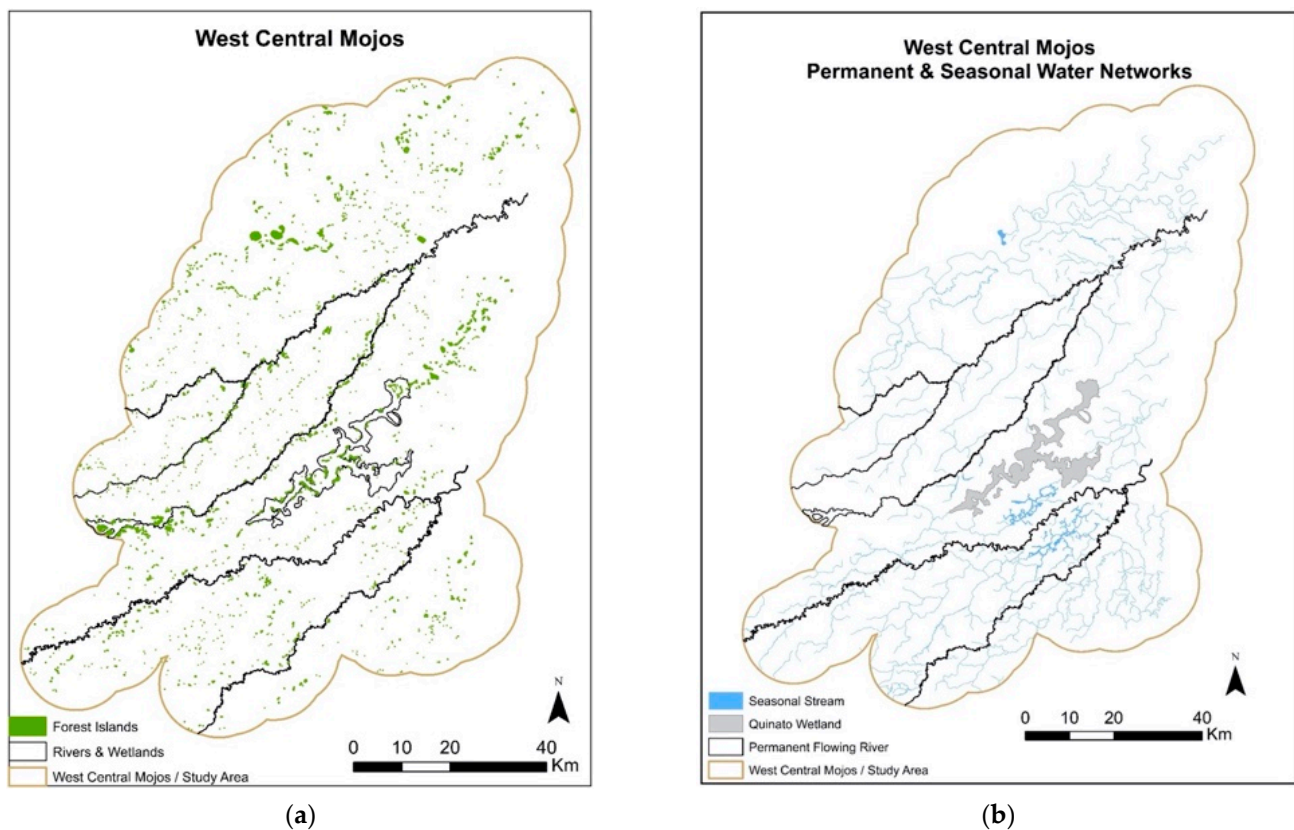 West Central Mojos
N
Forest Islands
Rivers & Wetlands
West Central Mojos / Study Area
0 10 20 40
Km
(a)
West Central Mojos
Permanent & Seasonal Water Networks
N
Seasonal Stream
Quinato Wetland
Permanent Flowing River
West Central Mojos / Study Area
0 10 20 40
Km
(b)